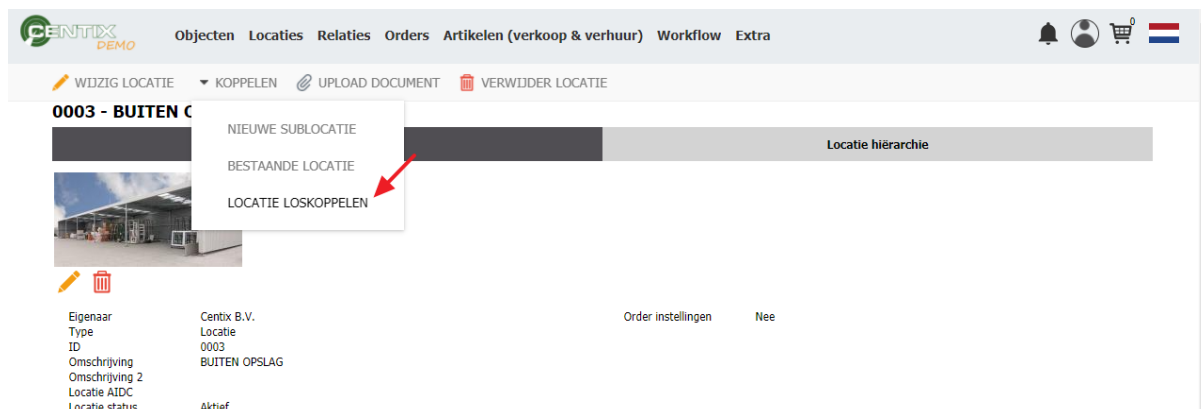 CENTIX DEMO
Objecten Locaties Relaties Orders Artikelen (verkoop & verhuur) Workflow Extra
0
WIJZIG LOCATIE KOPPELEN UPLOAD DOCUMENT VERWIJDER LOCATIE
0003 - BUITEN O
NIEUWE SUBLOCATIE
BESTAANDE LOCATIE
LOCATIE LOSKOPPELEN
Locatie hiërarchie
Eigenaar Centix B.V. Order instellingen Nee
Type Locatie
ID 0003
Omschrijving BUITEN OPSLAG
Omschrijving 2
Locatie AIDC
Locatie status Aktief